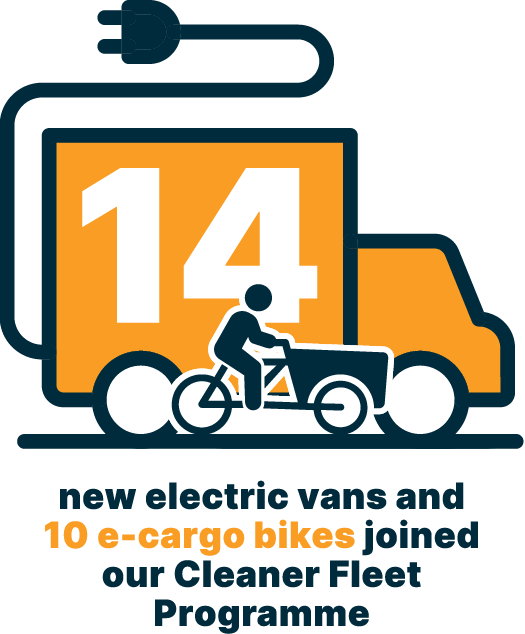 14
new electric vans and
10 e-cargo bikes joined
our Cleaner Fleet
Programme